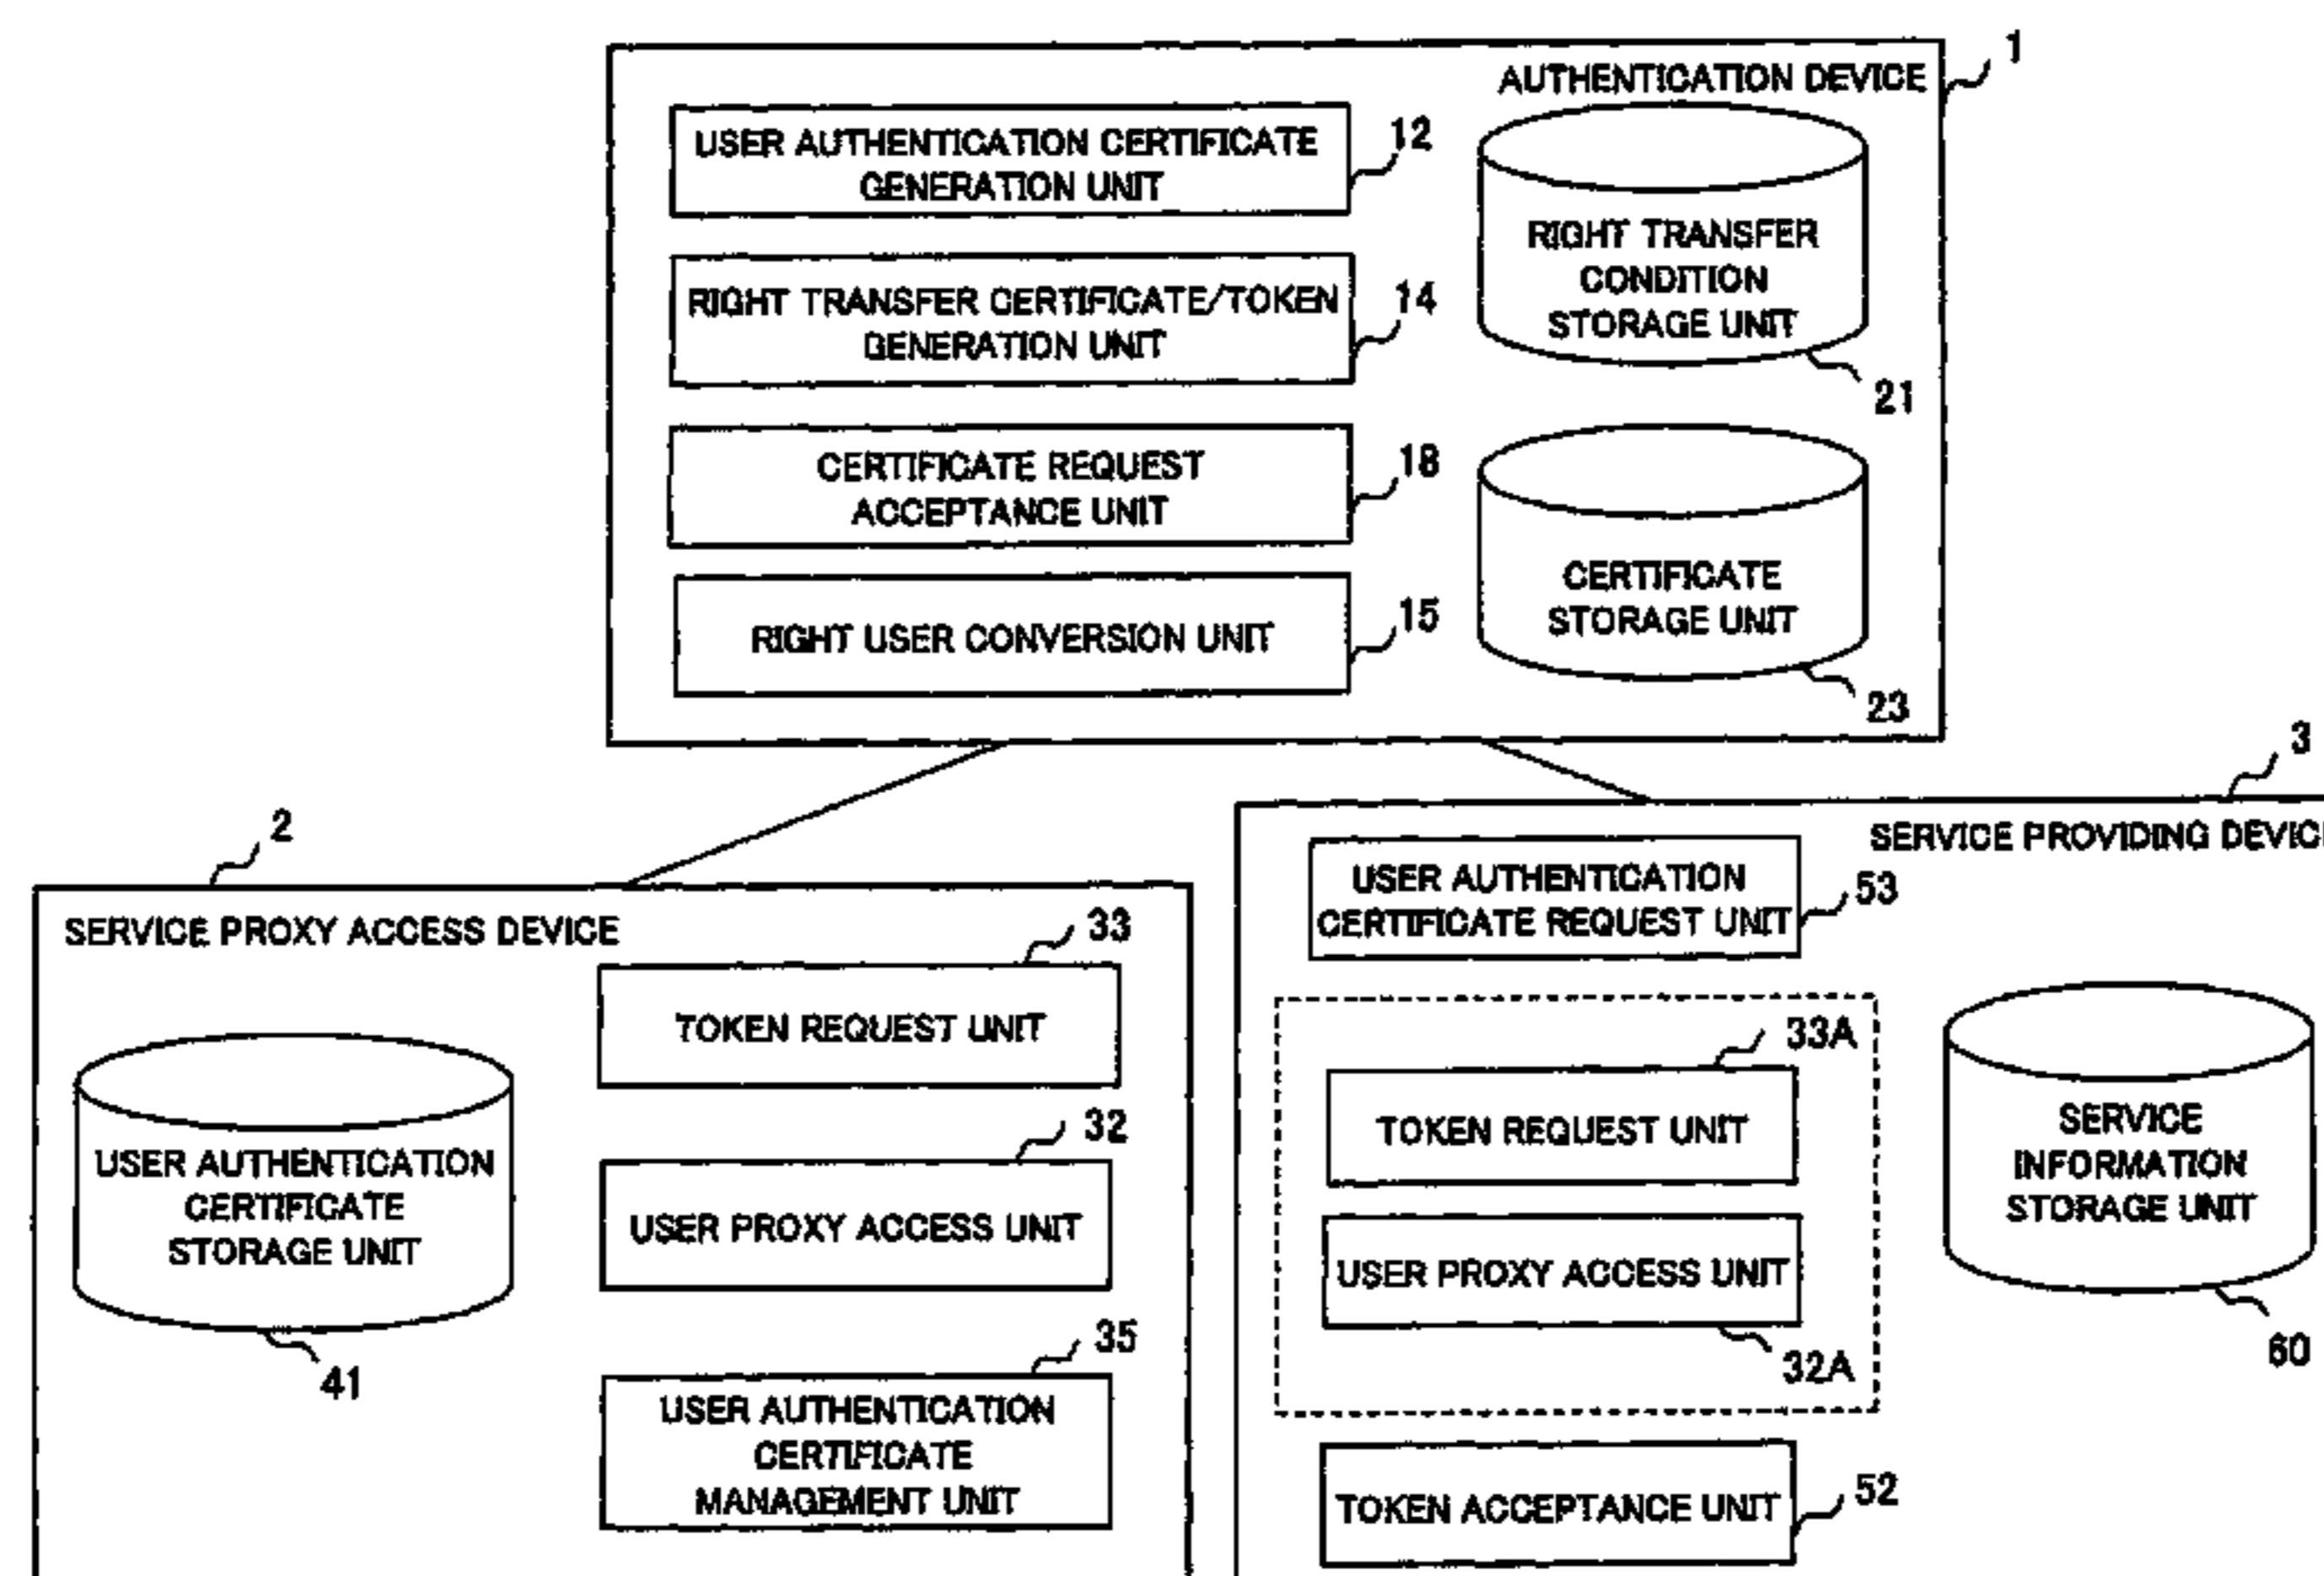 1
AUTHENTICATION DEVICE
USER AUTHENTICATION CERTIFICATE
GENERATION UNIT
12
RIGHT TRANSFER CERTIFICATE/TOKEN
GENERATION UNIT
14
CERTIFICATE REQUEST
ACCEPTANCE UNIT
18
RIGHT USER CONVERSION UNIT
15
RIGHT TRANSFER
CONDITION
STORAGE UNIT
21
CERTIFICATE
STORAGE UNIT
23
2
SERVICE PROXY ACCESS DEVICE
33
TOKEN REQUEST UNIT
USER AUTHENTICATION
CERTIFICATE
STORAGE UNIT
41
32
USER PROXY ACCESS UNIT
35
USER AUTHENTICATION
CERTIFICATE
MANAGEMENT UNIT
3
SERVICE PROVIDING DEVIC
USER AUTHENTICATION
CERTIFICATE REQUEST UNIT
53
33A
TOKEN REQUEST UNIT
USER PROXY ACCESS UNIT
32A
SERVICE
INFORMATION
STORAGE UNIT
60
TOKEN ACCEPTANCE UNIT
52